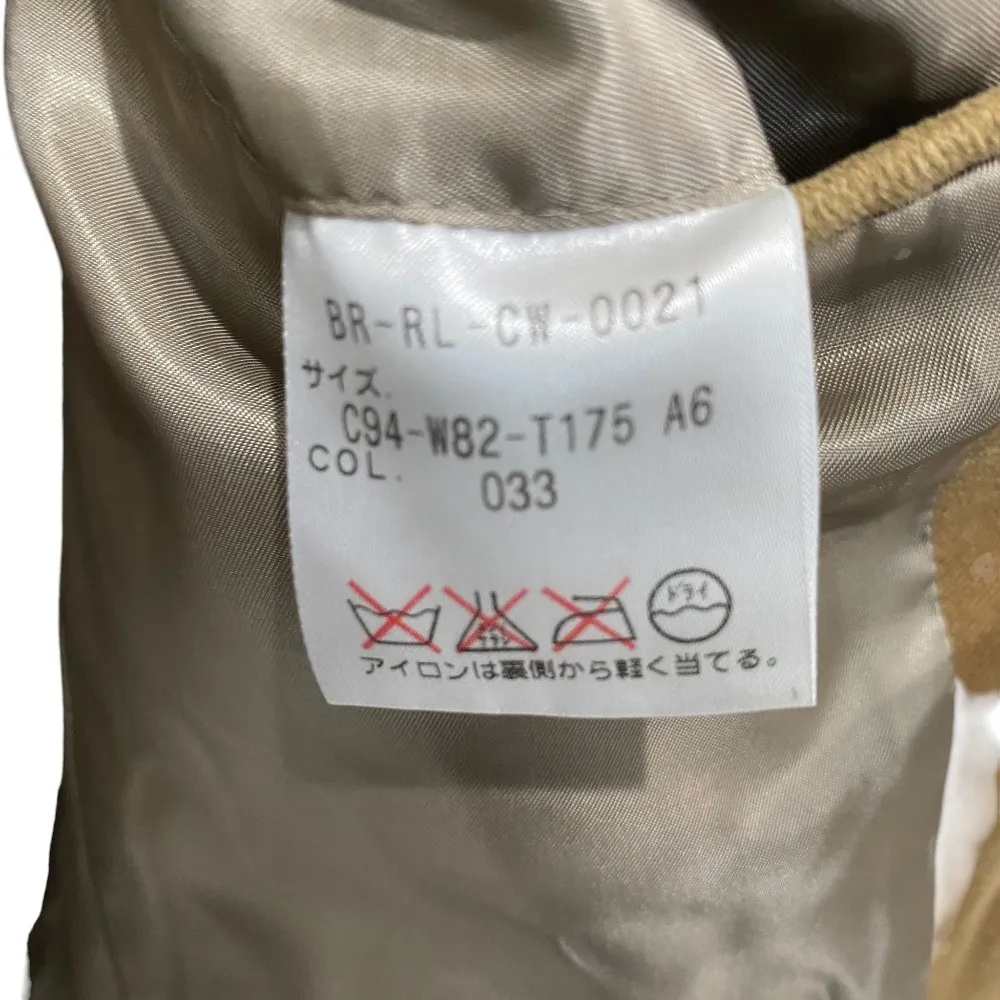 BR-RL-CW-0021
サイズ.
C94-W82-T175 A6
COL.
033
ドライ
アイロンは裏側から軽く当てる。